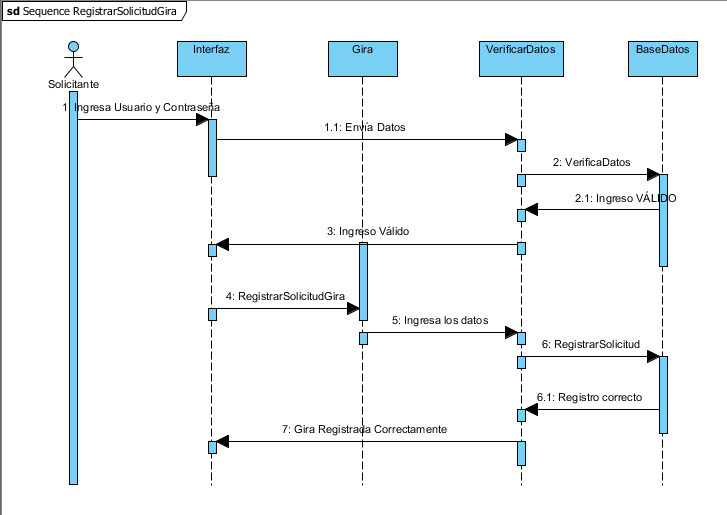 sd Sequence RegistrarSolicitudGira
Interfaz
Gira
VerificarDatos
BaseDatos
Solicitante
1: Ingresa Usuario y Contraseña
1.1: Envía Datos
2: VerificaDatos
2.1: Ingreso VÁLIDO
3: Ingreso Válido
4: RegistrarSolicitudGira
5: Ingresa los datos
6: RegistrarSolicitud
6.1: Registro correcto
7: Gira Registrada Correctamente